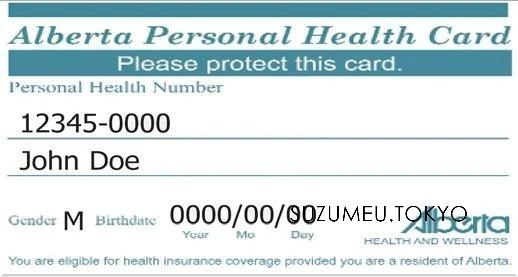 Alberta Personal Health Card
Please protect this card.
Personal Health Number
12345-0000
John Doe
Gender M Birthdate 0000/00/00 SUZUMEU.TOKYO Alberta
Year Mo Day
HEALTH AND WELLNESS
You are eligible for health insurance coverage provided you are a resident of Alberta.